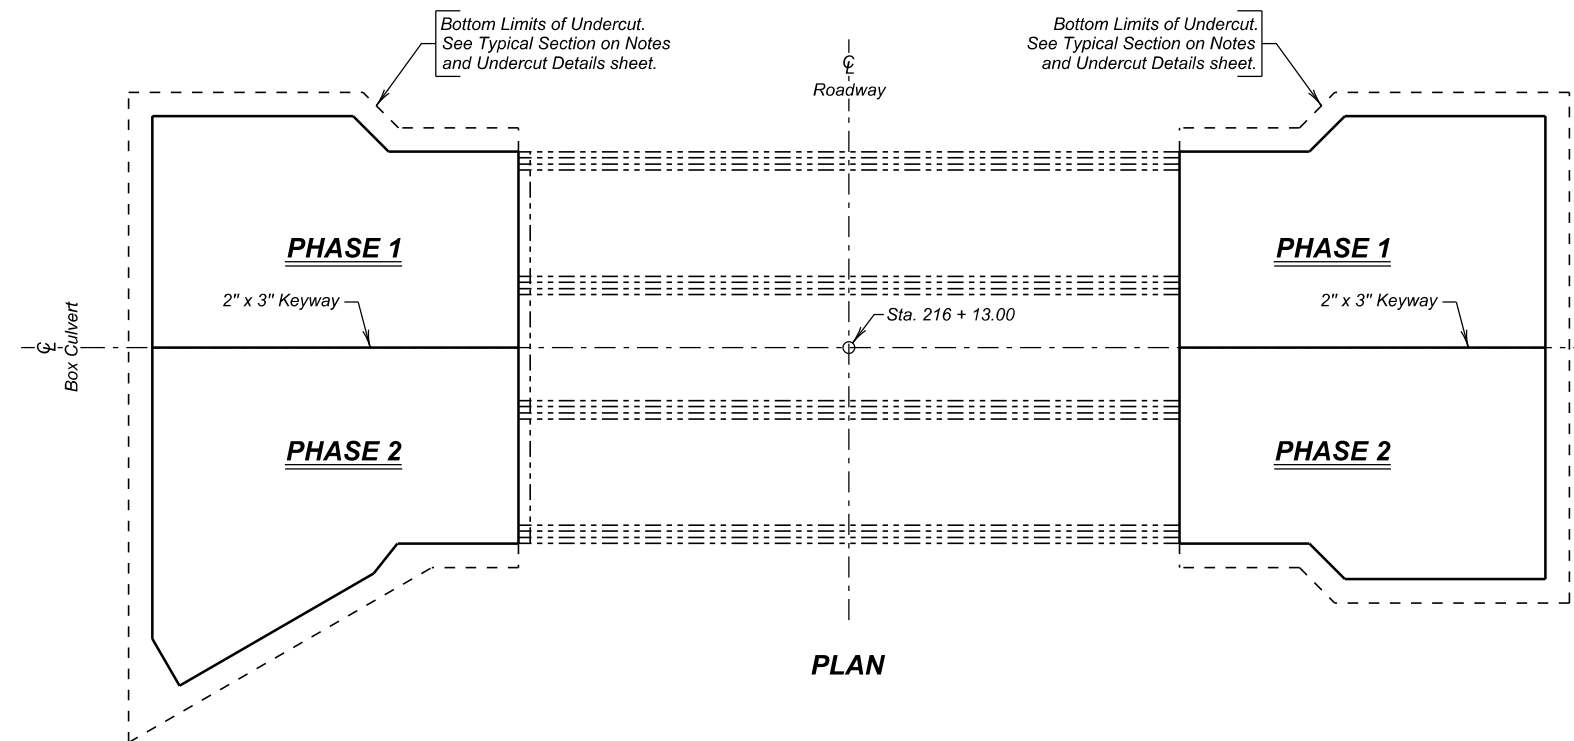 Bottom Limits of Undercut.
See Typical Section on Notes
and Undercut Details sheet.
Bottom Limits of Undercut.
See Typical Section on Notes
and Undercut Details sheet.
℄
Roadway
PHASE 1
PHASE 1
2" x 3" Keyway
2" x 3" Keyway
Sta. 216 + 13.00
℄
Box Culvert
PHASE 2
PHASE 2
PLAN